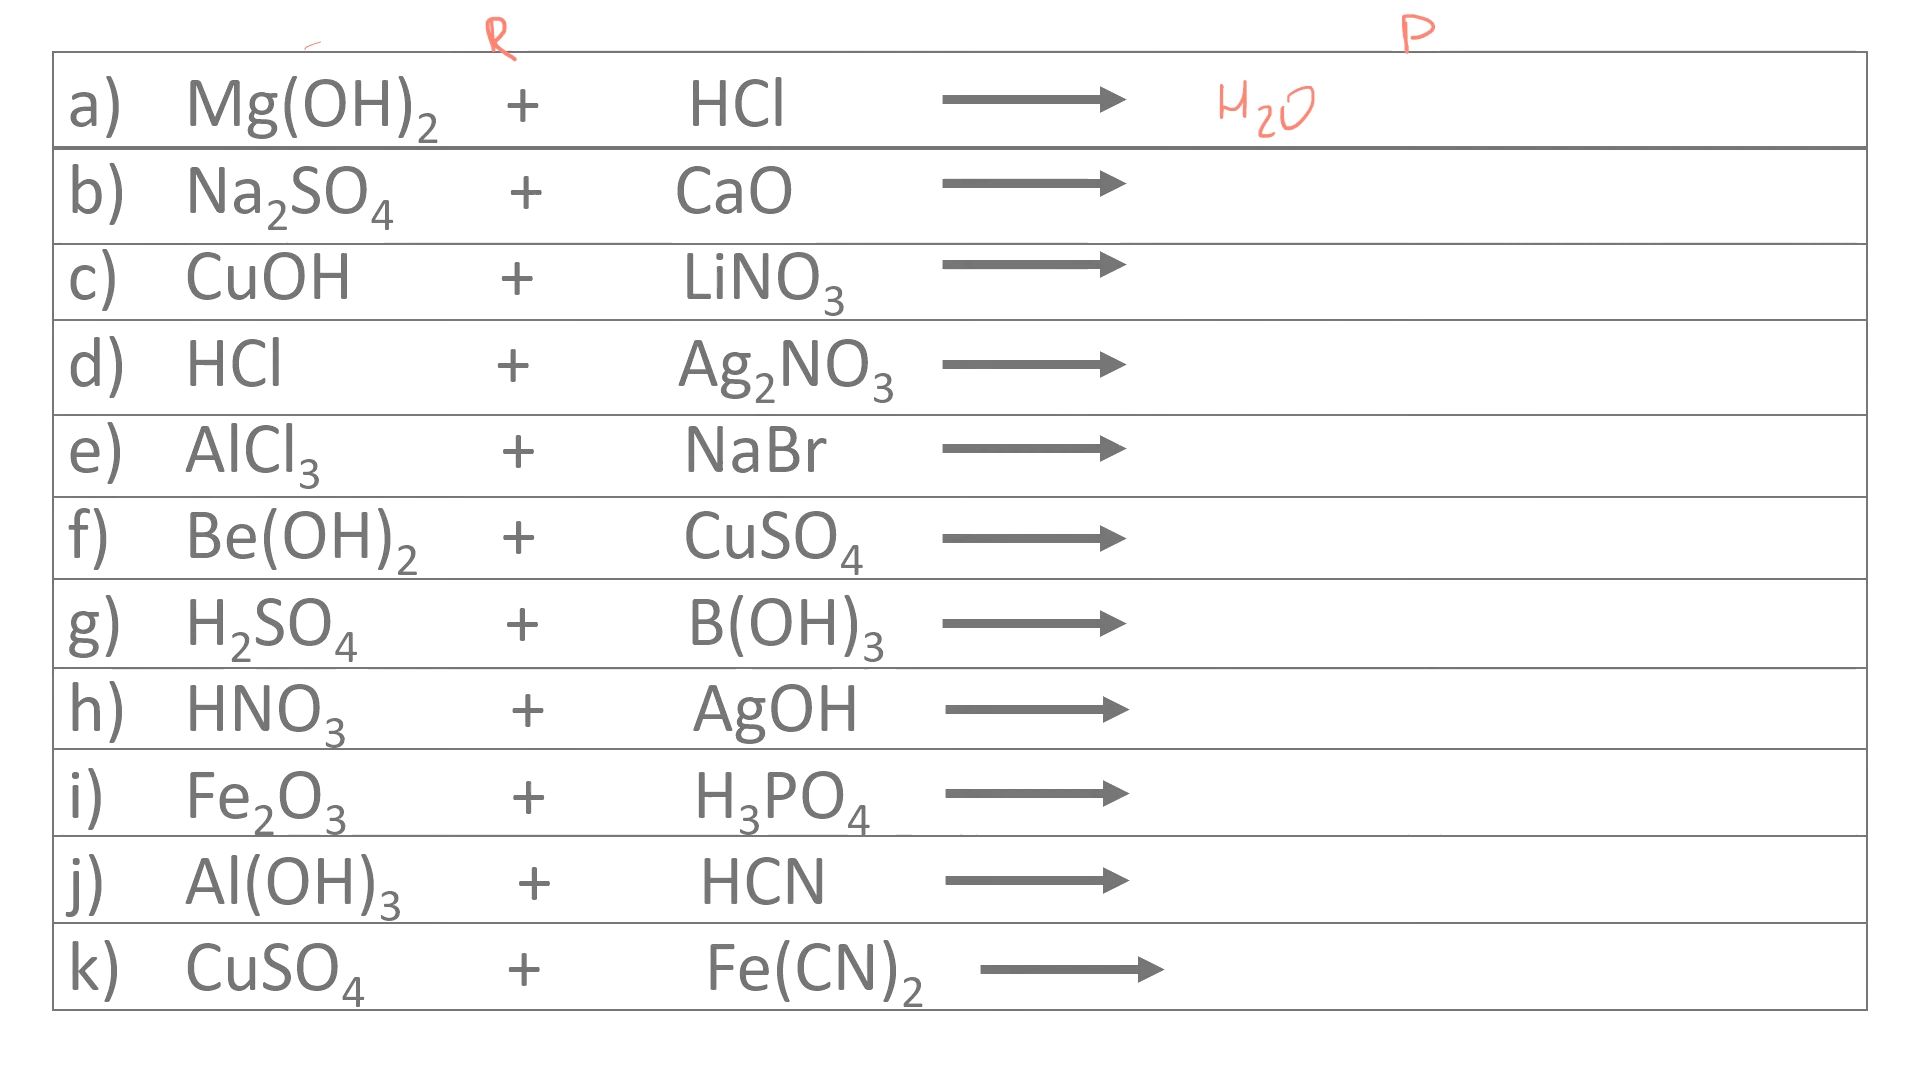 R P
a) Mg(OH)₂ + HCl ⟶ H₂O
b) Na₂SO₄ + CaO ⟶
c) CuOH + LiNO₃ ⟶
d) HCl + Ag₂NO₃ ⟶
e) AlCl₃ + NaBr ⟶
f) Be(OH)₂ + CuSO₄ ⟶
g) H₂SO₄ + B(OH)₃ ⟶
h) HNO₃ + AgOH ⟶
i) Fe₂O₃ + H₃PO₄ ⟶
j) Al(OH)₃ + HCN ⟶
k) CuSO₄ + Fe(CN)₂ ⟶